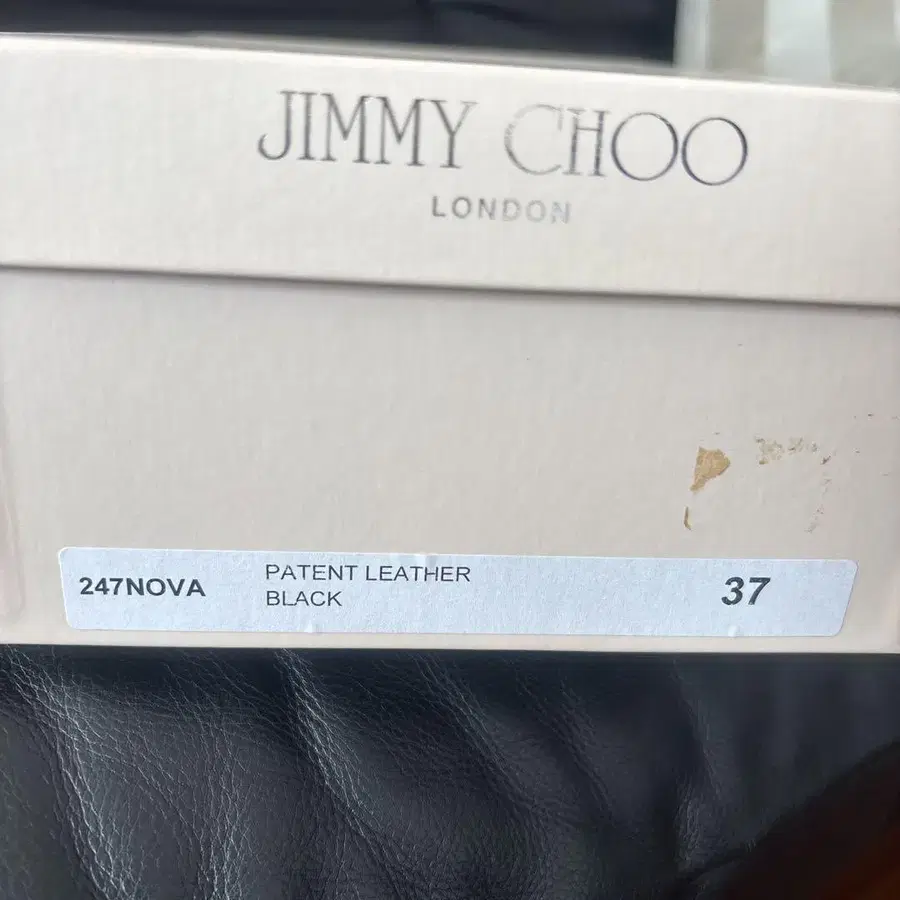 JIMMY CHOO
LONDON
247NOVA
PATENT LEATHER
BLACK
37